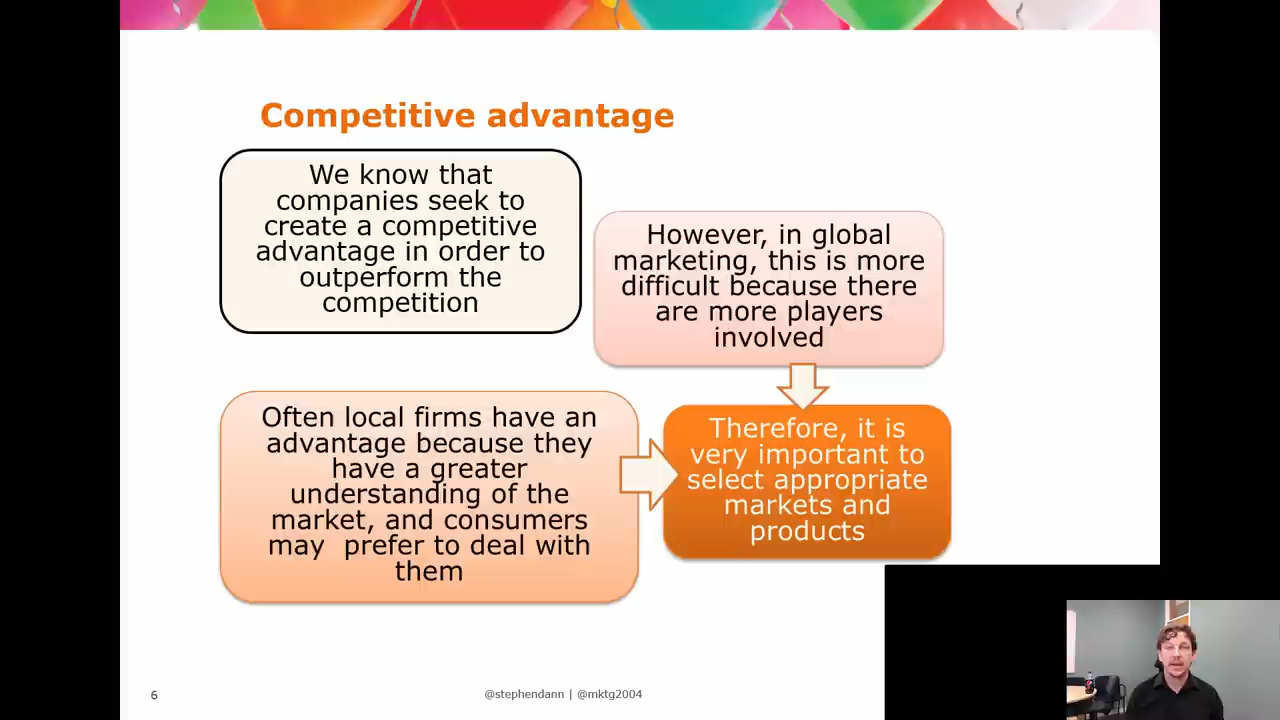 Competitive advantage
We know that
companies seek to
create a competitive
advantage in order to
outperform the
competition
However, in global
marketing, this is more
difficult because there
are more players
involved
Often local firms have an
advantage because they
have a greater
understanding of the
market, and consumers
may  prefer to deal with
them
Therefore, it is
very important to
select appropriate
markets and
products
6
@stephendann | @mktg2004